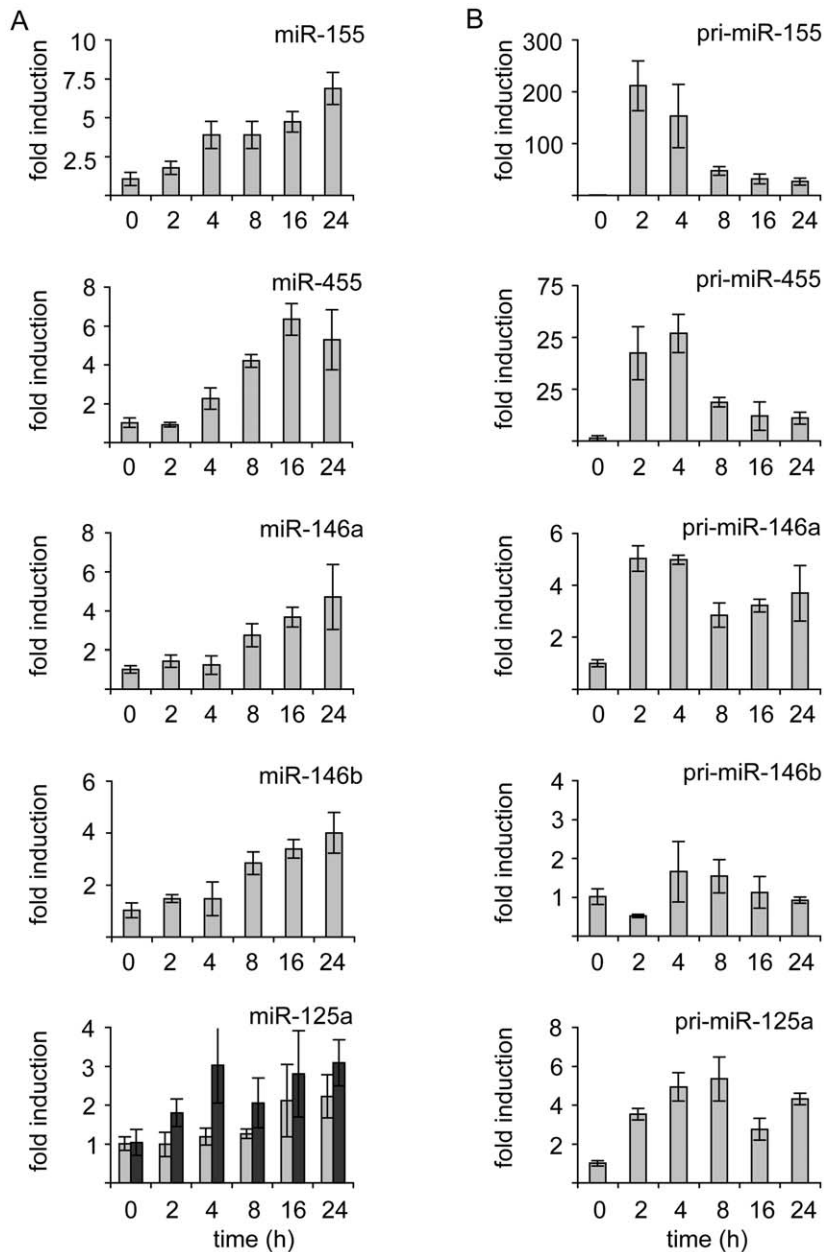 A
miR-155
fold induction
10
7.5
5
2.5
0 2 4 8 16 24
miR-455
fold induction
8
6
4
2
0 2 4 8 16 24
miR-146a
fold induction
8
6
4
2
0 2 4 8 16 24
miR-146b
fold induction
6
4
2
0 2 4 8 16 24
miR-125a
fold induction
4
3
2
1
0 2 4 8 16 24
time (h)
B
pri-miR-155
fold induction
300
200
100
0 2 4 8 16 24
pri-miR-455
fold induction
75
25
25
0 2 4 8 16 24
pri-miR-146a
fold induction
6
4
2
0 2 4 8 16 24
pri-miR-146b
fold induction
4
3
2
1
0 2 4 8 16 24
pri-miR-125a
fold induction
8
6
4
2
0 2 4 8 16 24
time (h)